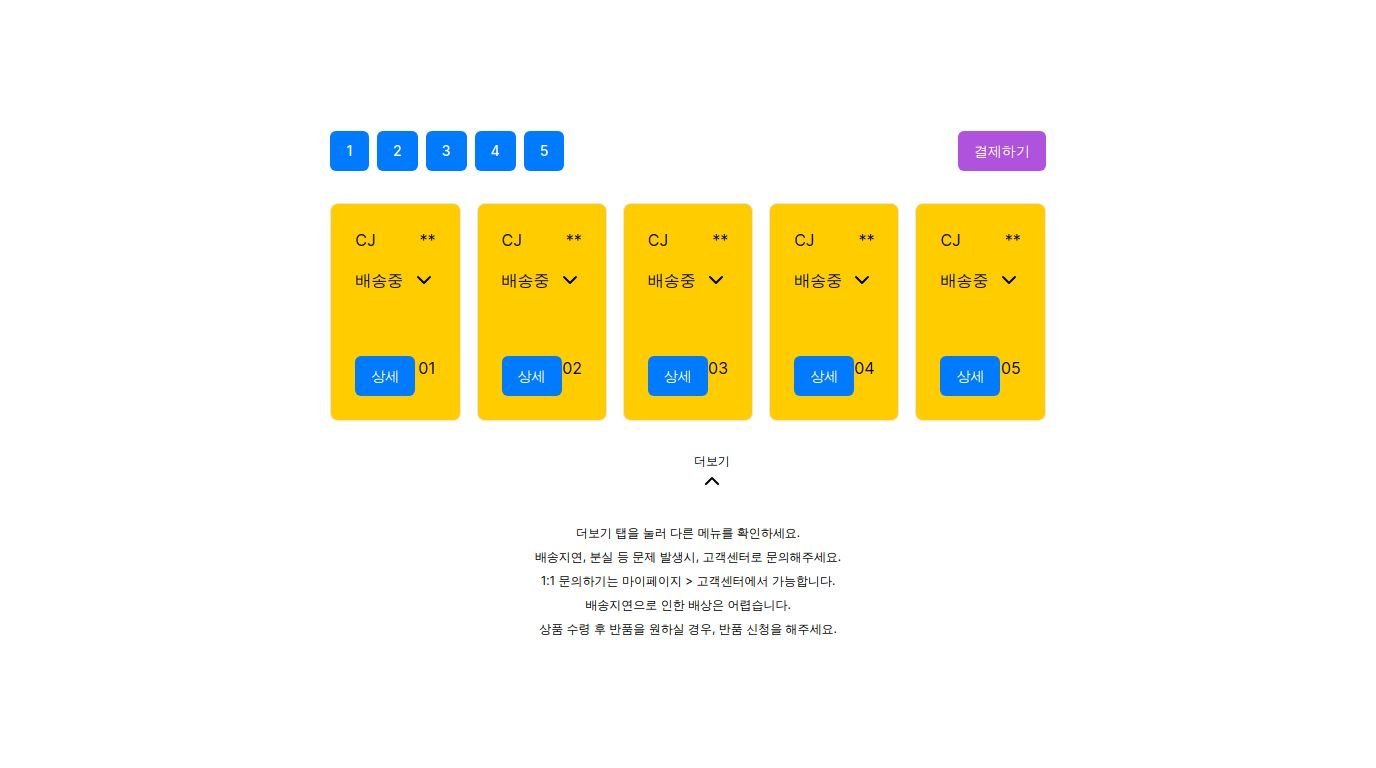 1 2 3 4 5 결제하기
CJ ** CJ ** CJ ** CJ ** CJ **
배송중 배송중 배송중 배송중 배송중
상세 01 상세 02 상세 03 상세 04 상세 05
더보기
더보기 탭을 눌러 다른 메뉴를 확인하세요.
배송지연, 분실 등 문제 발생시, 고객센터로 문의해주세요.
1:1 문의하기는 마이페이지 > 고객센터에서 가능합니다.
배송지연으로 인한 배상은 어렵습니다.
상품 수령 후 반품을 원하실 경우, 반품 신청을 해주세요.